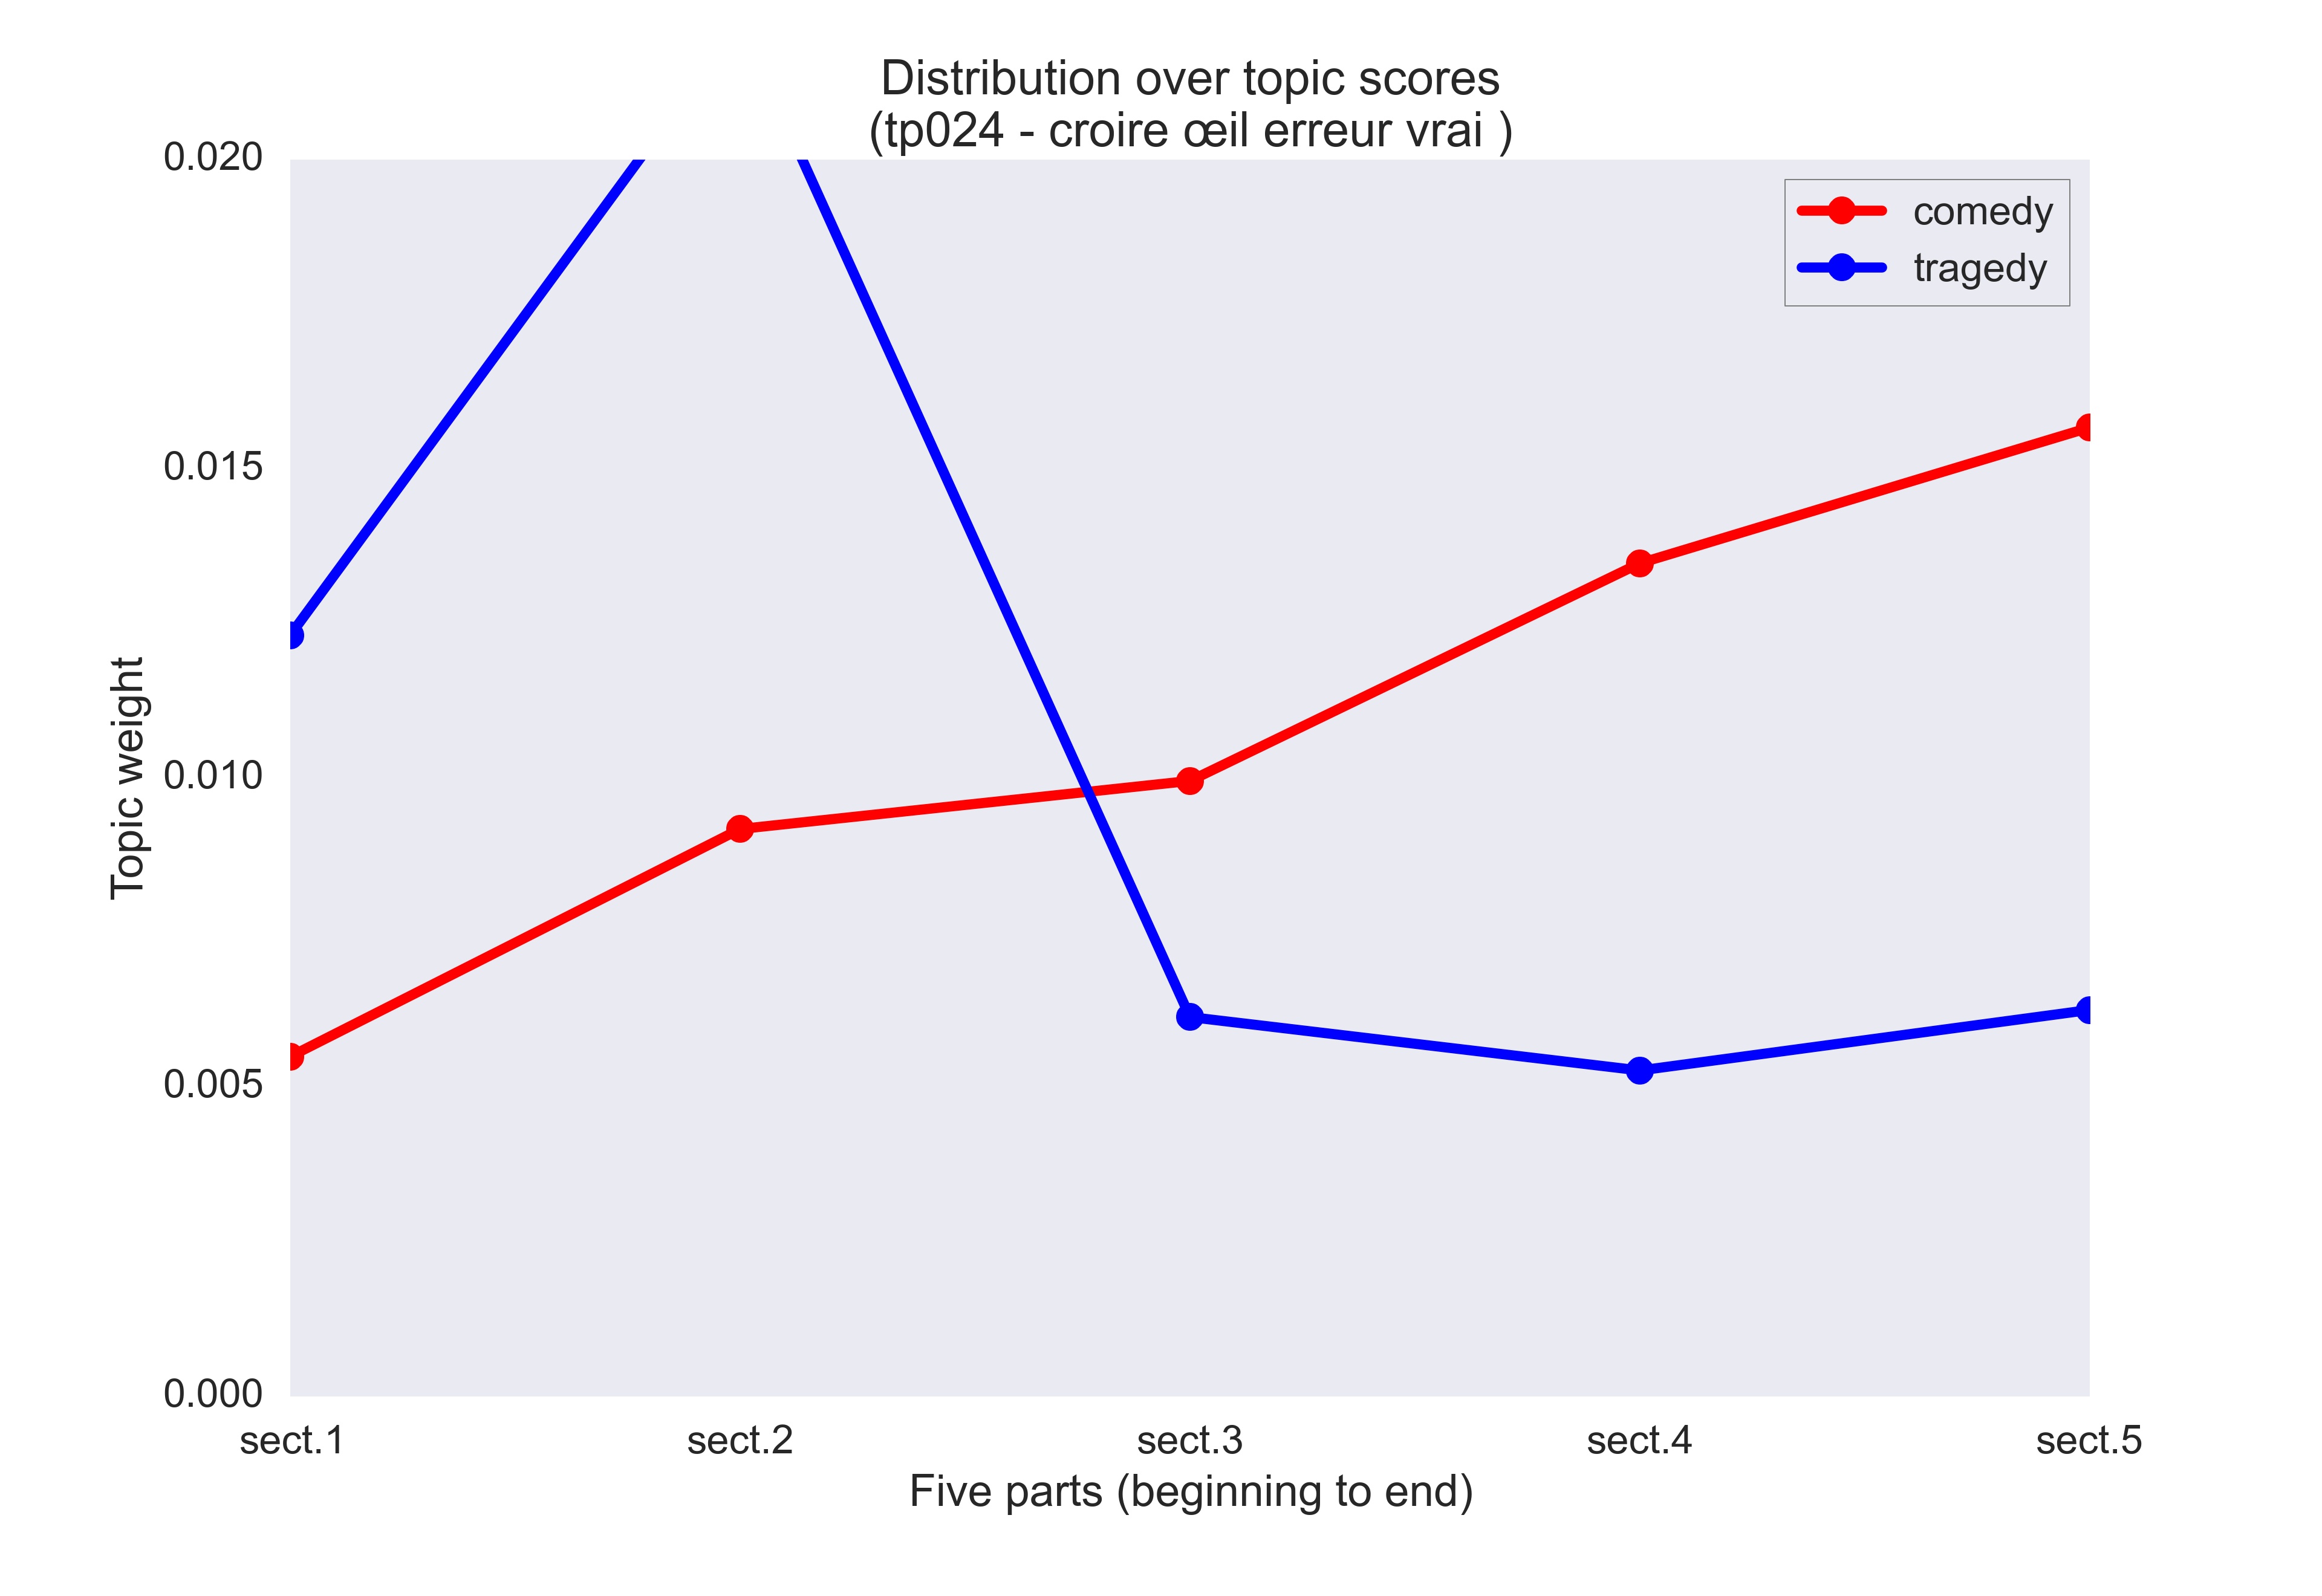 Distribution over topic scores
(tp024 - croire œil erreur vrai )
0.020
0.015
0.010
0.005
0.000
Topic weight
comedy
tragedy
sect.1 sect.2 sect.3 sect.4 sect.5
Five parts (beginning to end)